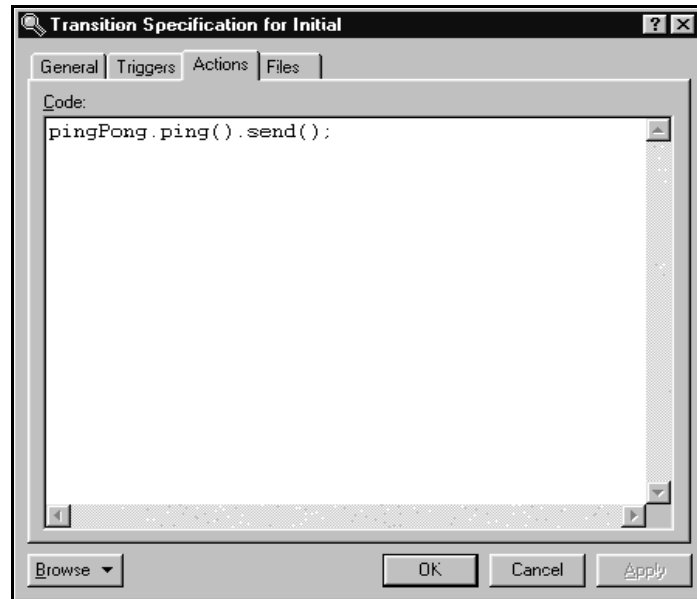 Transition Specification for Initial
General Triggers Actions Files
Code:
pingPong.ping().send();
Browse OK Cancel Apply